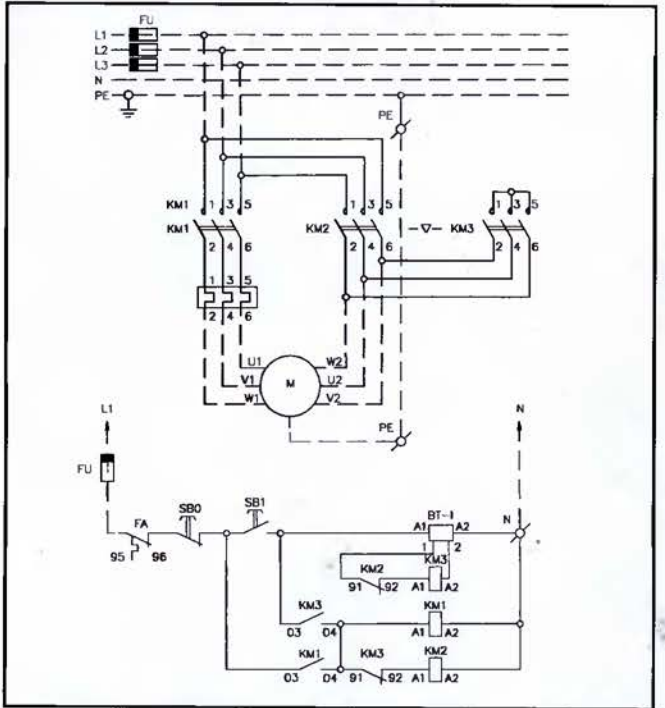 FU
L1
L2
L3
N
PE
PE
KM1 1 3 5
KM1 2 4 6
1 3 5
KM2 2 4 6
1 3 5
KM3 2 4 6
1 3 5
2 4 6
U1 W2
V1 M U2
W1 V2
L1 N
PE
FU
FA SB0 SB1 BT-1 N
95 96 A1 A2
1 2
KM2 KM3
91 92 A1 A2
KM3 KM1
03 04 A1 A2
KM1 KM3 KM2
03 04 91 92 A1 A2